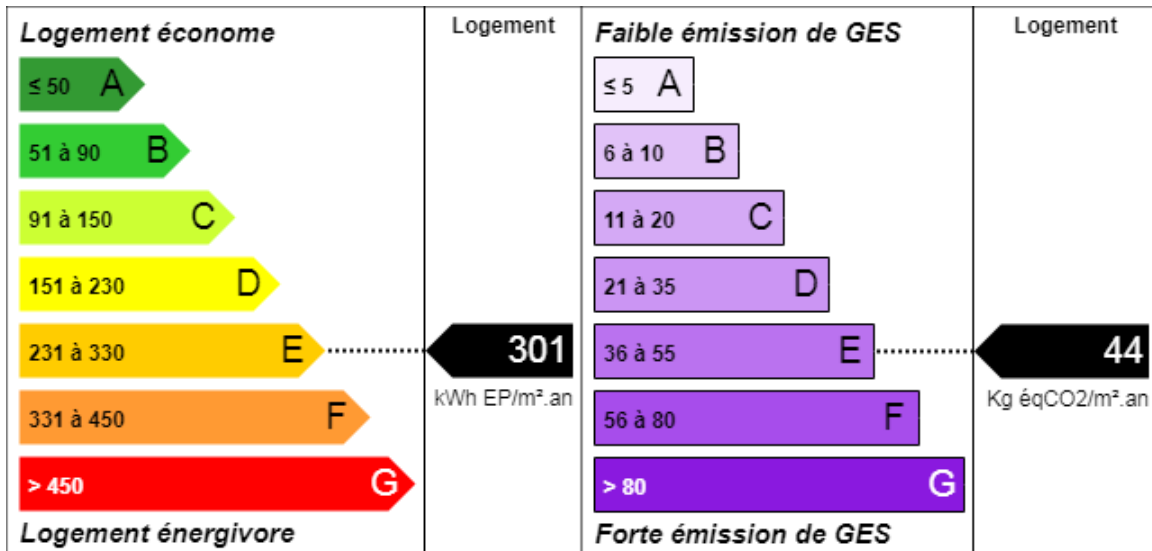 Logement économe
Logement
≤ 50 A
51 à 90 B
91 à 150 C
151 à 230 D
231 à 330 E
301
kWh EP/m².an
331 à 450 F
> 450 G
Logement énergivore
Faible émission de GES
Logement
≤ 5 A
6 à 10 B
11 à 20 C
21 à 35 D
36 à 55 E
44
Kg éqCO2/m².an
56 à 80 F
> 80 G
Forte émission de GES